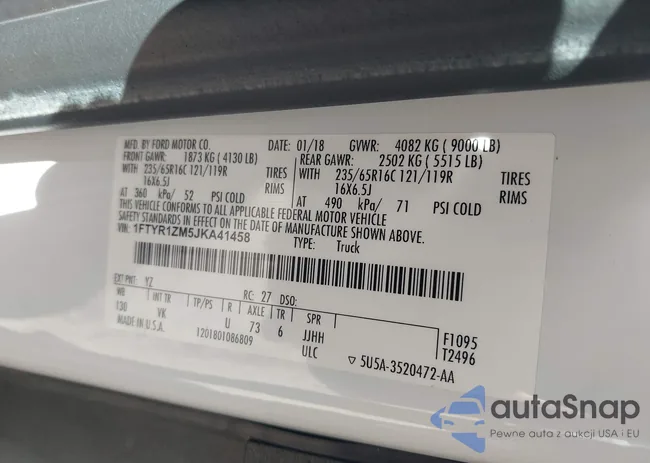 MFD. BY FORD MOTOR CO. DATE: 01/18 GVWR: 4082 KG (9000 LB)
FRONT GAWR: 1873 KG (4130 LB) REAR GAWR: 2502 KG (5515 LB)
WITH 235/65R16C 121/119R TIRES WITH 235/65R16C 121/119R TIRES
16X6.5J RIMS 16X6.5J RIMS
AT 360 kPa/ 52 PSI COLD AT 490 kPa/ 71 PSI COLD
THIS VEHICLE CONFORMS TO ALL APPLICABLE FEDERAL MOTOR VEHICLE
SAFETY STANDARDS IN EFFECT ON THE DATE OF MANUFACTURE SHOWN ABOVE.
VIN: 1FTYR1ZM5JKA41458
TYPE: Truck
EXT PNT: YZ RC: 27 DSO:
WB INT TR TP/PS R AXLE TR SPR
130 VK U 73 6 JJHH F1095
MADE IN U.S.A. 1201801086809 ULC T2496
5U5A-3520472-AA
autaSnap
Pewne auta z aukcji USA i EU